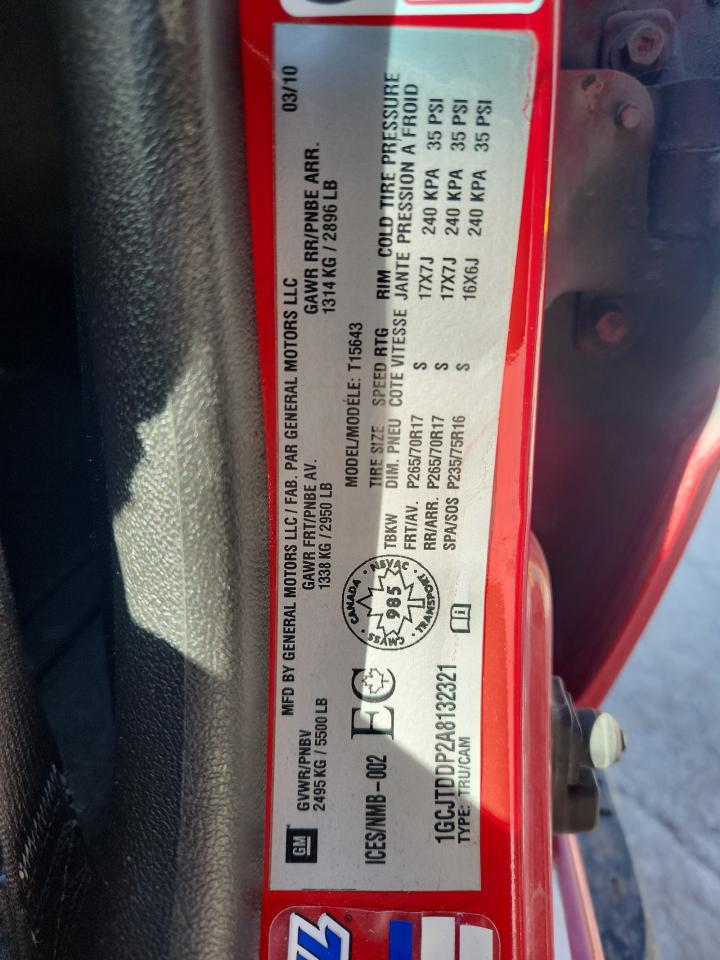 MFD BY GENERAL MOTORS LLC / FAB. PAR GENERAL MOTORS LLC 03/10
GM
GVWR/PNBV GAWR FRT/PNBE AV. GAWR RR/PNBE ARR.
2495 KG / 5500 LB 1338 KG / 2950 LB 1314 KG / 2896 LB
MODEL/MODÉLE: T15643
ICES/NMB-002 EC
CANADA NSVAC TRANSPORT CMVSS
985
TIRE SIZE SPEED RTG RIM COLD TIRE PRESSURE
TBKW DIM. PNEU COTE VITESSE JANTE PRESSION A FROID
FRT/AV. P265/70R17 S 17X7J 240 KPA 35 PSI
RR/ARR. P265/70R17 S 17X7J 240 KPA 35 PSI
SPA/SOS P235/75R16 S 16X6J 240 KPA 35 PSI
1GCJTDDP2A8132321
TYPE: TRU/CAM